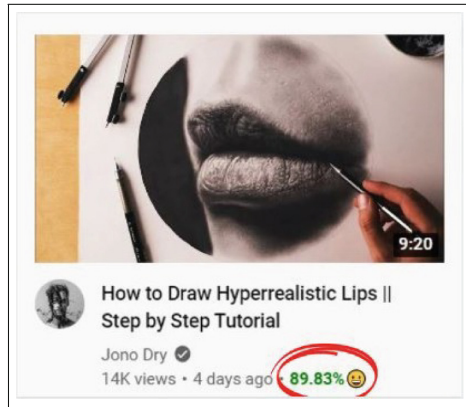 9:20
How to Draw Hyperrealistic Lips ||
Step by Step Tutorial
Jono Dry
14K views • 4 days ago • 89.83%😀